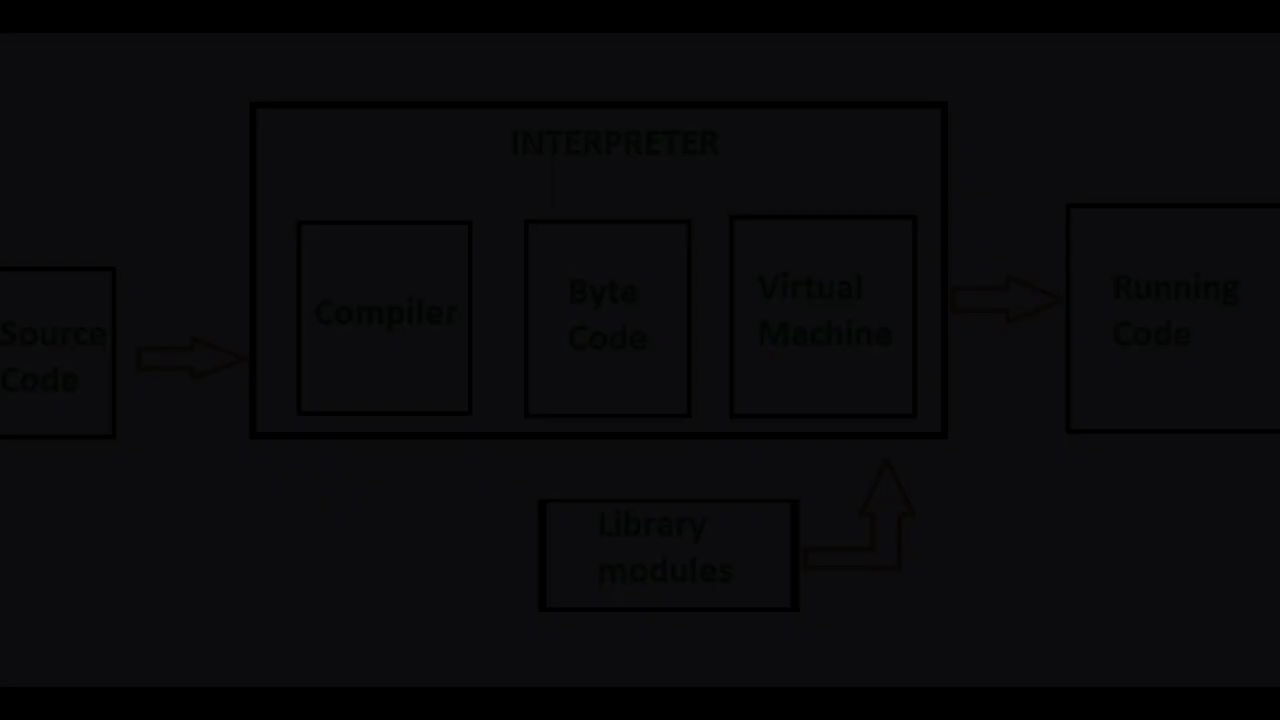 INTERPRETER
Source
Code
Compiler
Byte
Code
Virtual
Machine
Running
Code
Library
modules